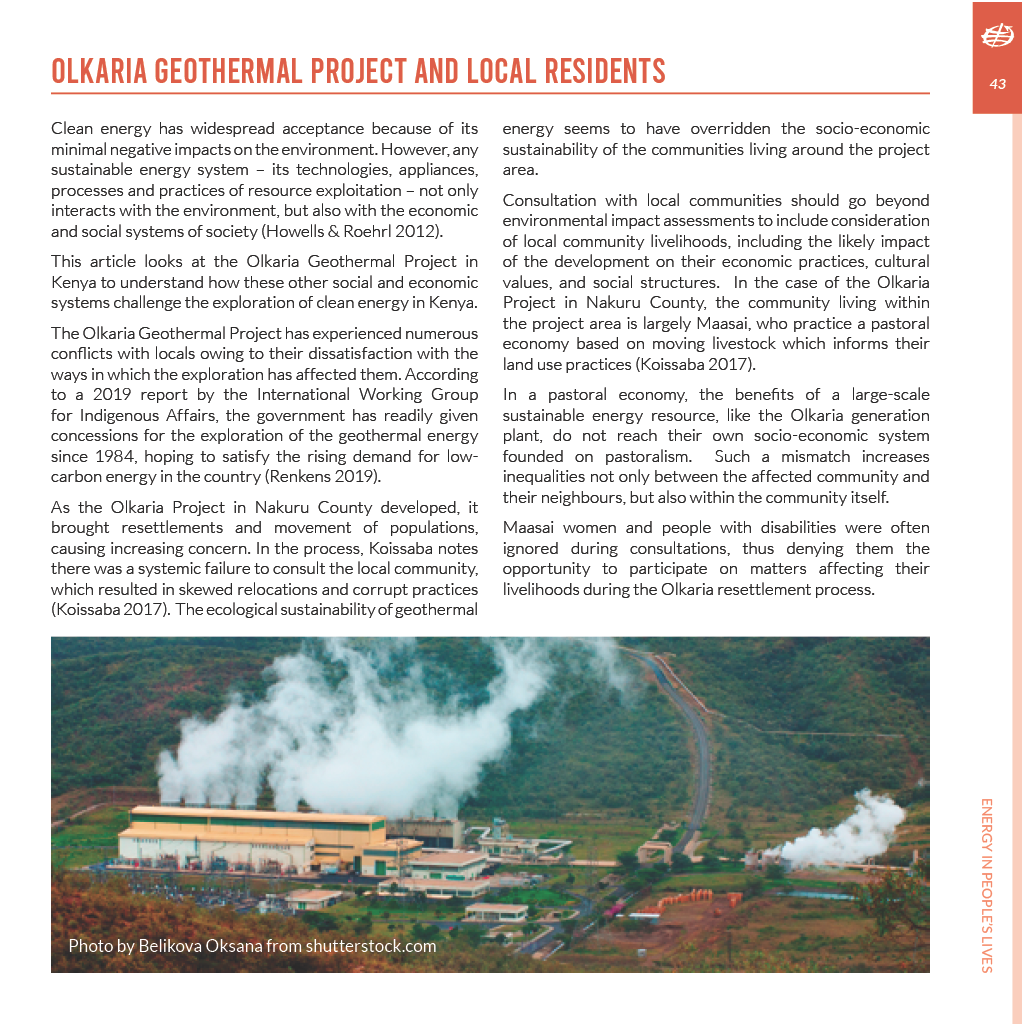 OLKARIA GEOTHERMAL PROJECT AND LOCAL RESIDENTS
43
Clean energy has widespread acceptance because of its
minimal negative impacts on the environment. However, any
sustainable energy system – its technologies, appliances,
processes and practices of resource exploitation – not only
interacts with the environment, but also with the economic
and social systems of society (Howells & Roehrl 2012).
This article looks at the Olkaria Geothermal Project in
Kenya to understand how these other social and economic
systems challenge the exploration of clean energy in Kenya.
The Olkaria Geothermal Project has experienced numerous
conflicts with locals owing to their dissatisfaction with the
ways in which the exploration has affected them. According
to a 2019 report by the International Working Group
for Indigenous Affairs, the government has readily given
concessions for the exploration of the geothermal energy
since 1984, hoping to satisfy the rising demand for low-
carbon energy in the country (Renkens 2019).
As the Olkaria Project in Nakuru County developed, it
brought resettlements and movement of populations,
causing increasing concern. In the process, Koissaba notes
there was a systemic failure to consult the local community,
which resulted in skewed relocations and corrupt practices
(Koissaba 2017). The ecological sustainability of geothermal
energy seems to have overridden the socio-economic
sustainability of the communities living around the project
area.
Consultation with local communities should go beyond
environmental impact assessments to include consideration
of local community livelihoods, including the likely impact
of the development on their economic practices, cultural
values, and social structures. In the case of the Olkaria
Project in Nakuru County, the community living within
the project area is largely Maasai, who practice a pastoral
economy based on moving livestock which informs their
land use practices (Koissaba 2017).
In a pastoral economy, the benefits of a large-scale
sustainable energy resource, like the Olkaria generation
plant, do not reach their own socio-economic system
founded on pastoralism. Such a mismatch increases
inequalities not only between the affected community and
their neighbours, but also within the community itself.
Maasai women and people with disabilities were often
ignored during consultations, thus denying them the
opportunity to participate on matters affecting their
livelihoods during the Olkaria resettlement process.
Photo by Belikova Oksana from shutterstock.com
ENERGY IN PEOPLE'S LIVES